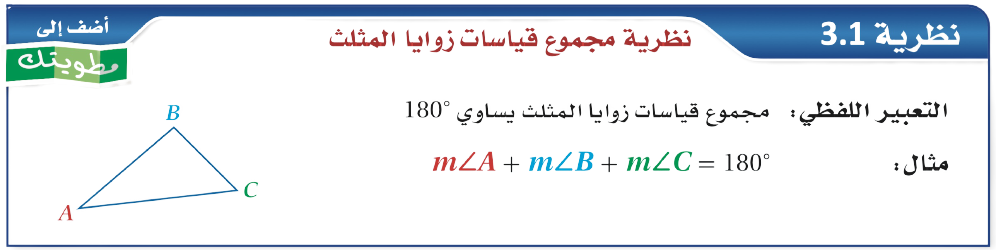 نظرية 3.1
نظرية مجموع قياسات زوايا المثلث
أضف إلى
مطويتك
التعبير اللفظي: مجموع قياسات زوايا المثلث يساوي 180°
مثال: m∠A + m∠B + m∠C = 180°
B
C
A